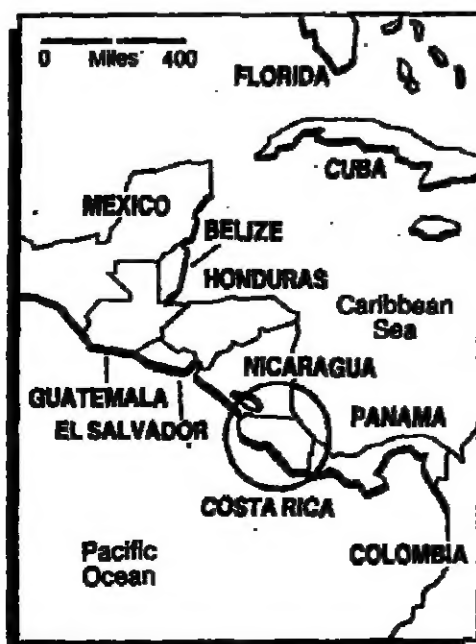 0 Miles 400
FLORIDA
CUBA
MEXICO
BELIZE
HONDURAS
Caribbean
Sea
NICARAGUA
GUATEMALA
PANAMA
EL SALVADOR
COSTA RICA
Pacific
Ocean
COLOMBIA